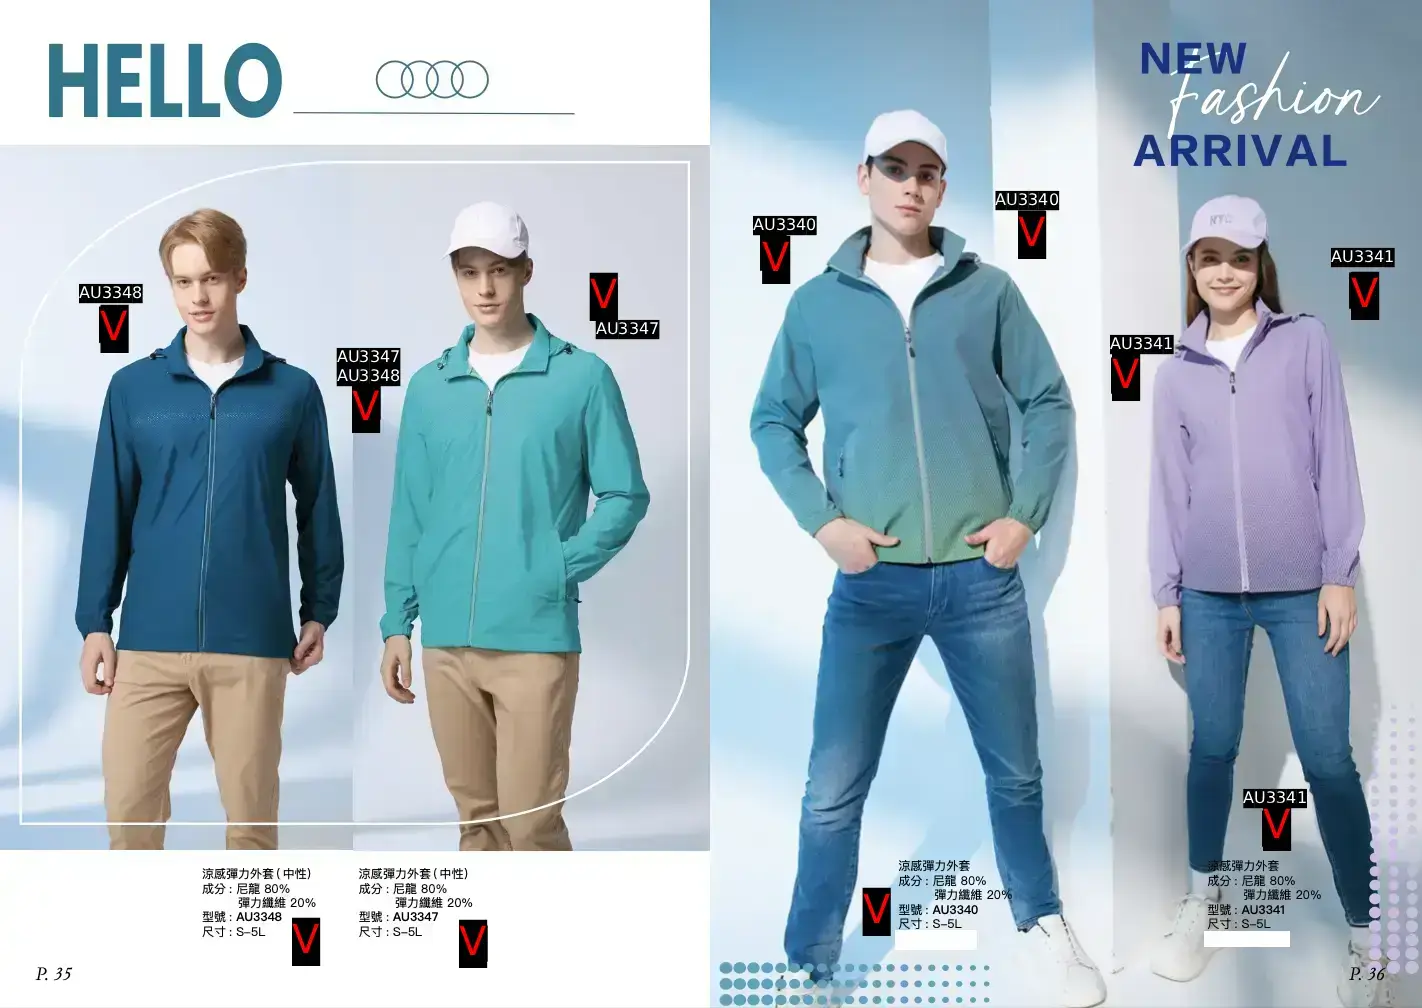 HELLO
AU3348
V
AU3347
AU3348
V
V
AU3347
涼感彈力外套(中性)
成分:尼龍 80%
彈力纖維 20%
型號:AU3348
尺寸:S–5L
V
涼感彈力外套(中性)
成分:尼龍 80%
彈力纖維 20%
型號:AU3347
尺寸:S–5L
V
P. 35
NEW
Fashion
ARRIVAL
AU3340
V
AU3340
V
NYC
AU3341
V
AU3341
V
AU3341
V
涼感彈力外套
成分:尼龍 80%
彈力纖維 20%
型號:AU3340
尺寸:S–5L
V
涼感彈力外套
成分:尼龍 80%
彈力纖維 20%
型號:AU3341
尺寸:S–5L
P. 36